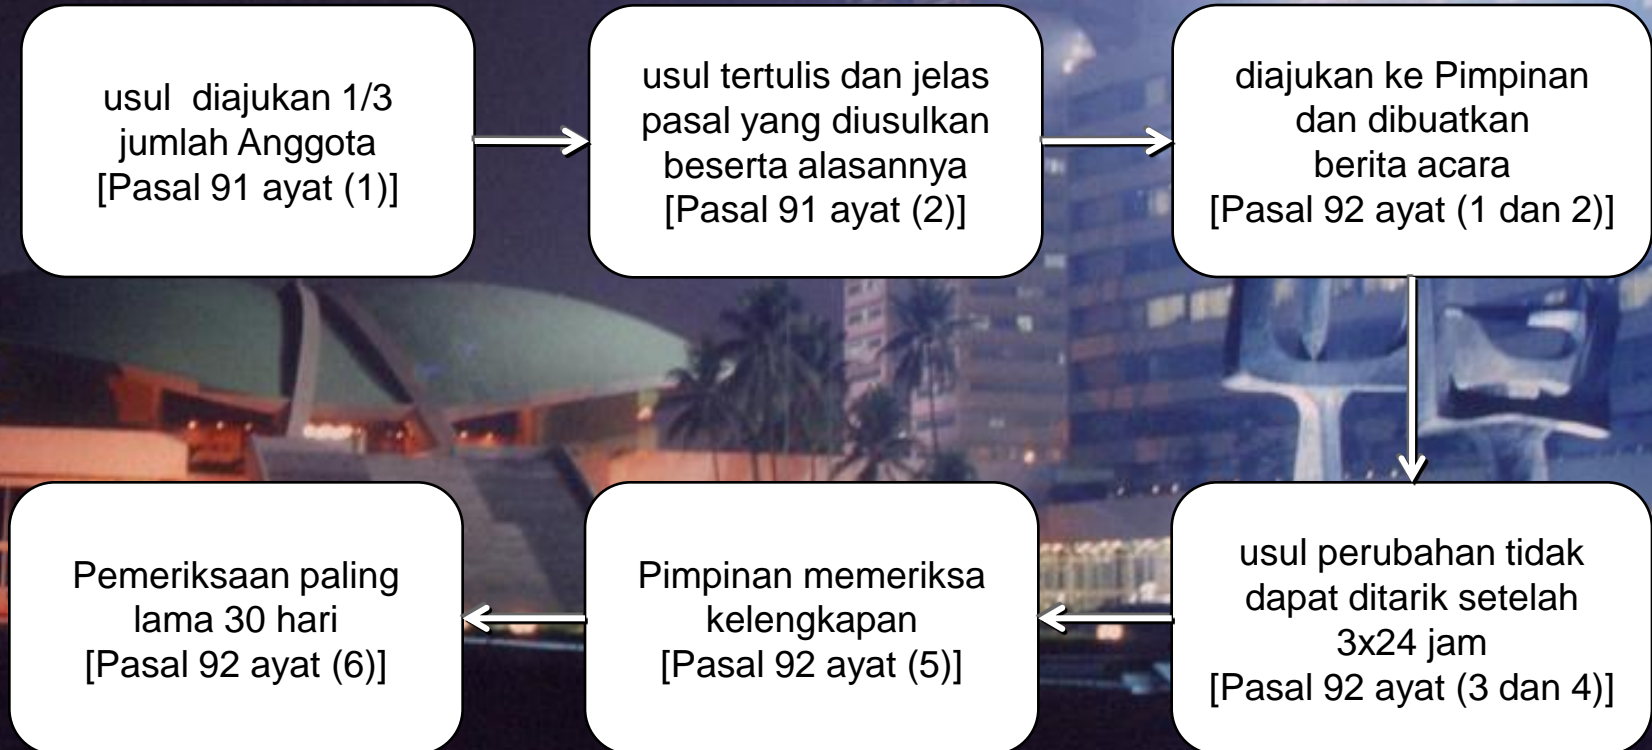 usul diajukan 1/3
jumlah Anggota
[Pasal 91 ayat (1)]
usul tertulis dan jelas
pasal yang diusulkan
beserta alasannya
[Pasal 91 ayat (2)]
diajukan ke Pimpinan
dan dibuatkan
berita acara
[Pasal 92 ayat (1 dan 2)]
usul perubahan tidak
dapat ditarik setelah
3x24 jam
[Pasal 92 ayat (3 dan 4)]
Pimpinan memeriksa
kelengkapan
[Pasal 92 ayat (5)]
Pemeriksaan paling
lama 30 hari
[Pasal 92 ayat (6)]